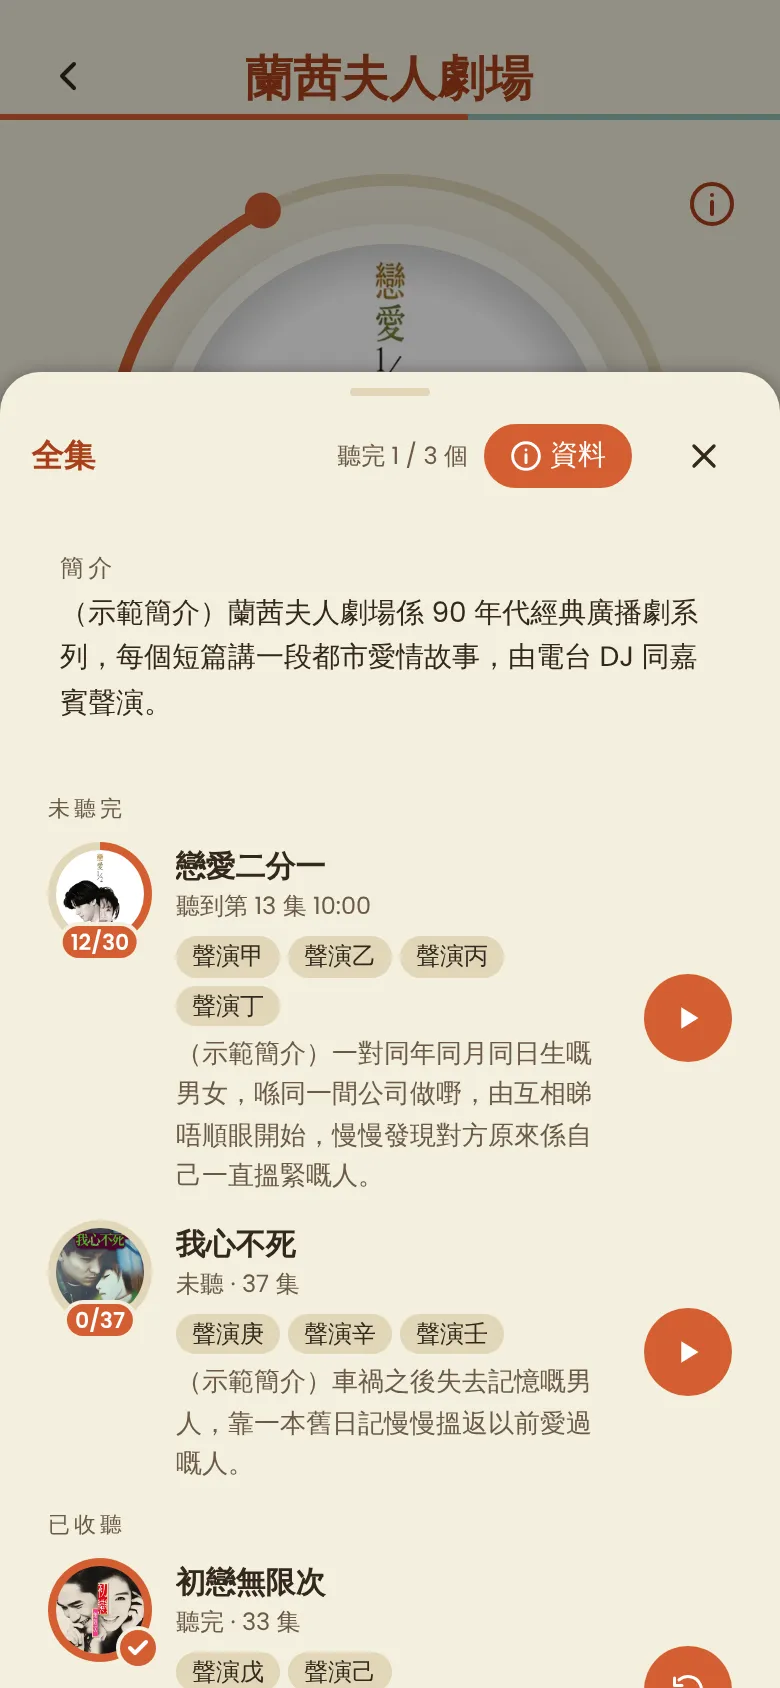 蘭茜夫人劇場
戀愛
1/
全集
聽完 1 / 3 個
資料
簡介
（示範簡介）蘭茜夫人劇場係 90 年代經典廣播劇系
列，每個短篇講一段都市愛情故事，由電台 DJ 同嘉
賓聲演。
未聽完
戀愛二分一
聽到第 13 集 10:00
12/30
聲演甲 聲演乙 聲演丙
聲演丁
（示範簡介）一對同年同月同日生嘅
男女，喺同一間公司做嘢，由互相睇
唔順眼開始，慢慢發現對方原來係自
己一直搵緊嘅人。
我心不死
我心不死
未聽 · 37 集
0/37
聲演庚 聲演辛 聲演壬
（示範簡介）車禍之後失去記憶嘅男
人，靠一本舊日記慢慢搵返以前愛過
嘅人。
已收聽
初戀
初戀無限次
聽完 · 33 集
聲演戊 聲演己